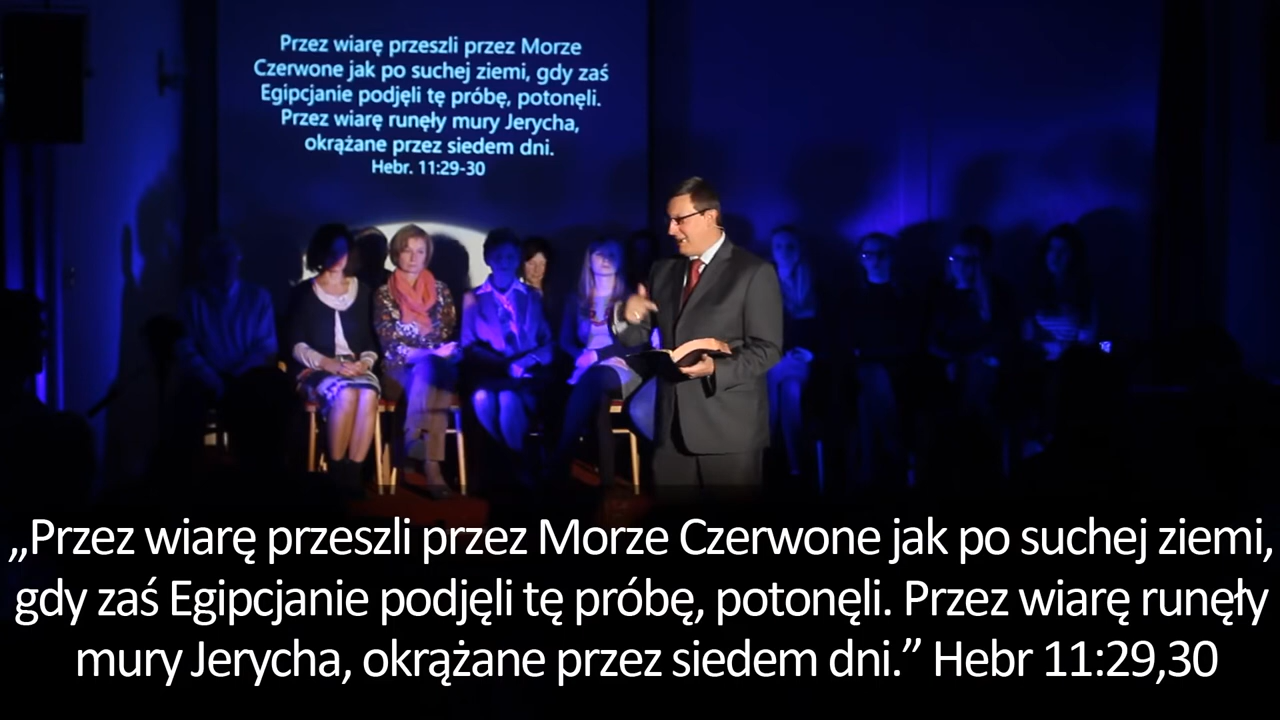 Przez wiarę przeszli przez Morze
Czerwone jak po suchej ziemi, gdy zaś
Egipcjanie podjęli tę próbę, potonęli.
Przez wiarę runęły mury Jerycha,
okrążane przez siedem dni.
Hebr. 11:29-30
„Przez wiarę przeszli przez Morze Czerwone jak po suchej ziemi,
gdy zaś Egipcjanie podjęli tę próbę, potonęli. Przez wiarę runęły
mury Jerycha, okrążane przez siedem dni.” Hebr 11:29,30